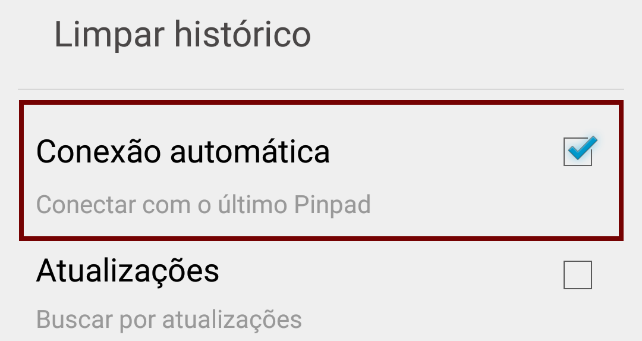 Limpar histórico
Conexão automática
Conectar com o último Pinpad
Atualizações
Buscar por atualizações